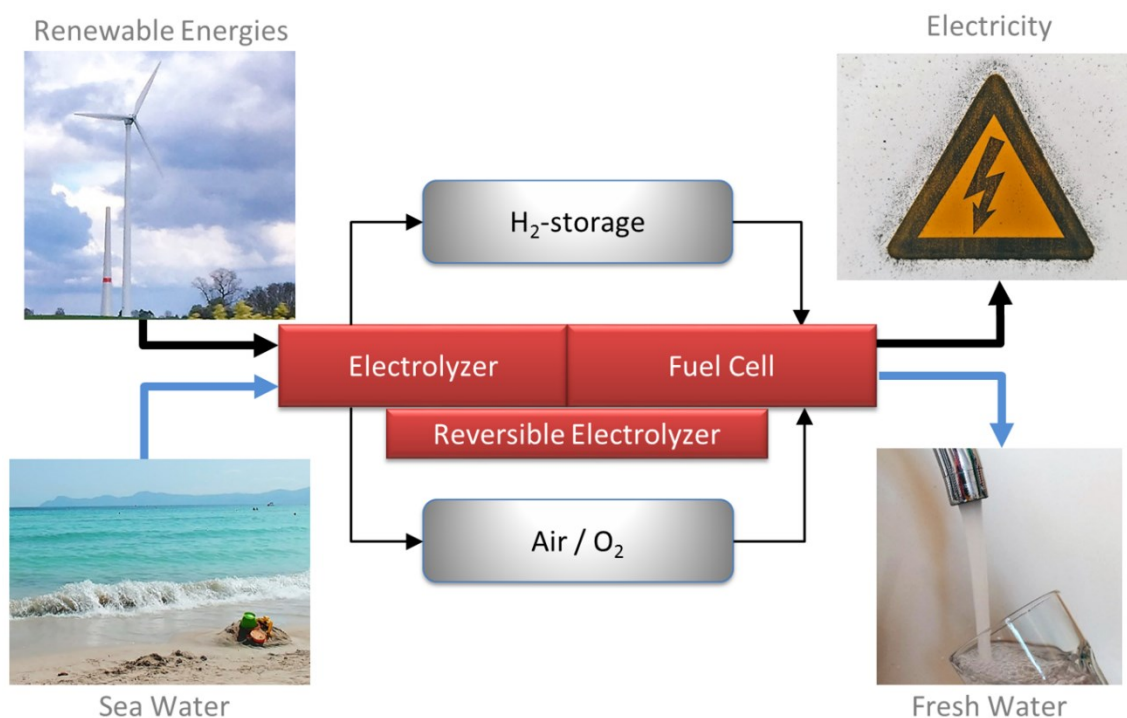 Renewable Energies
Electricity
H₂-storage
Electrolyzer
Fuel Cell
Reversible Electrolyzer
Air / O₂
Sea Water
Fresh Water